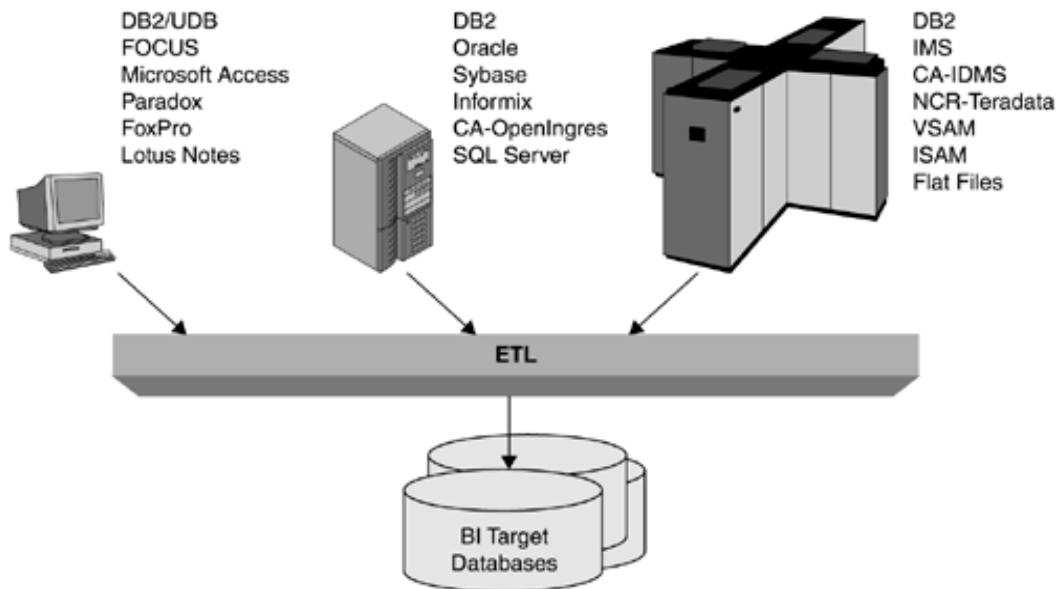 DB2/UDB
FOCUS
Microsoft Access
Paradox
FoxPro
Lotus Notes
DB2
Oracle
Sybase
Informix
CA-OpenIngres
SQL Server
DB2
IMS
CA-IDMS
NCR-Teradata
VSAM
ISAM
Flat Files
ETL
BI Target
Databases